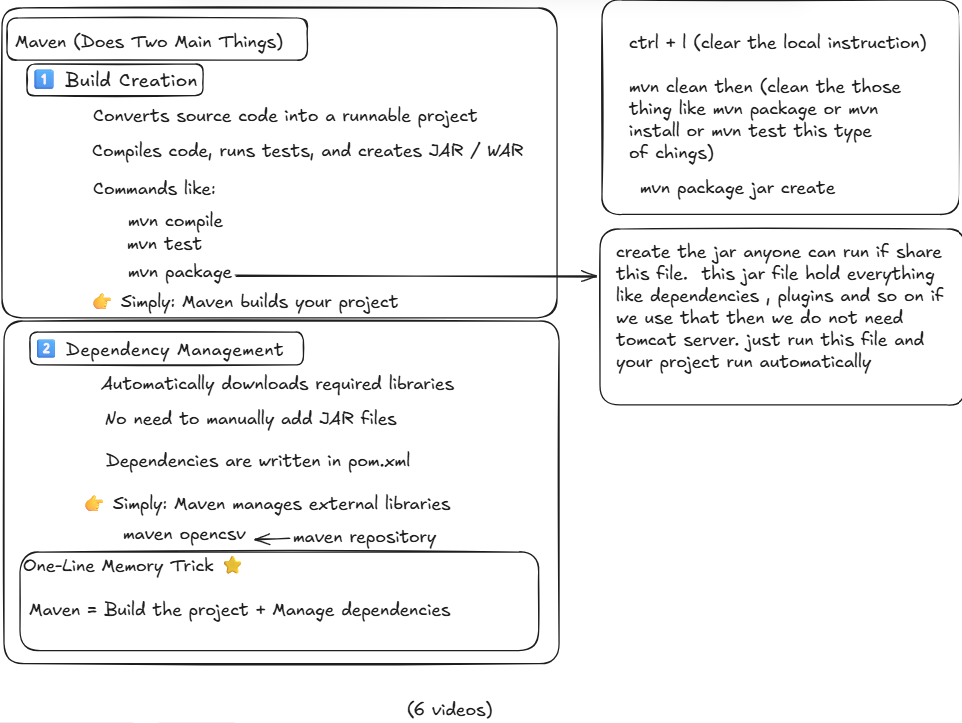 Maven (Does Two Main Things)
1 Build Creation
Converts source code into a runnable project
Compiles code, runs tests, and creates JAR / WAR
Commands like:
mvn compile
mvn test
mvn package
👉 Simply: Maven builds your project
2 Dependency Management
Automatically downloads required libraries
No need to manually add JAR files
Dependencies are written in pom.xml
👉 Simply: Maven manages external libraries
maven opencsv
maven repository
One-Line Memory Trick ⭐
Maven = Build the project + Manage dependencies
ctrl + l (clear the local instruction)
mvn clean then (clean the those
thing like mvn package or mvn
install or mvn test this type
of chings)
mvn package jar create
create the jar anyone can run if share
this file. this jar file hold everything
like dependencies , plugins and so on if
we use that then we do not need
tomcat server. just run this file and
your project run automatically
(6 videos)